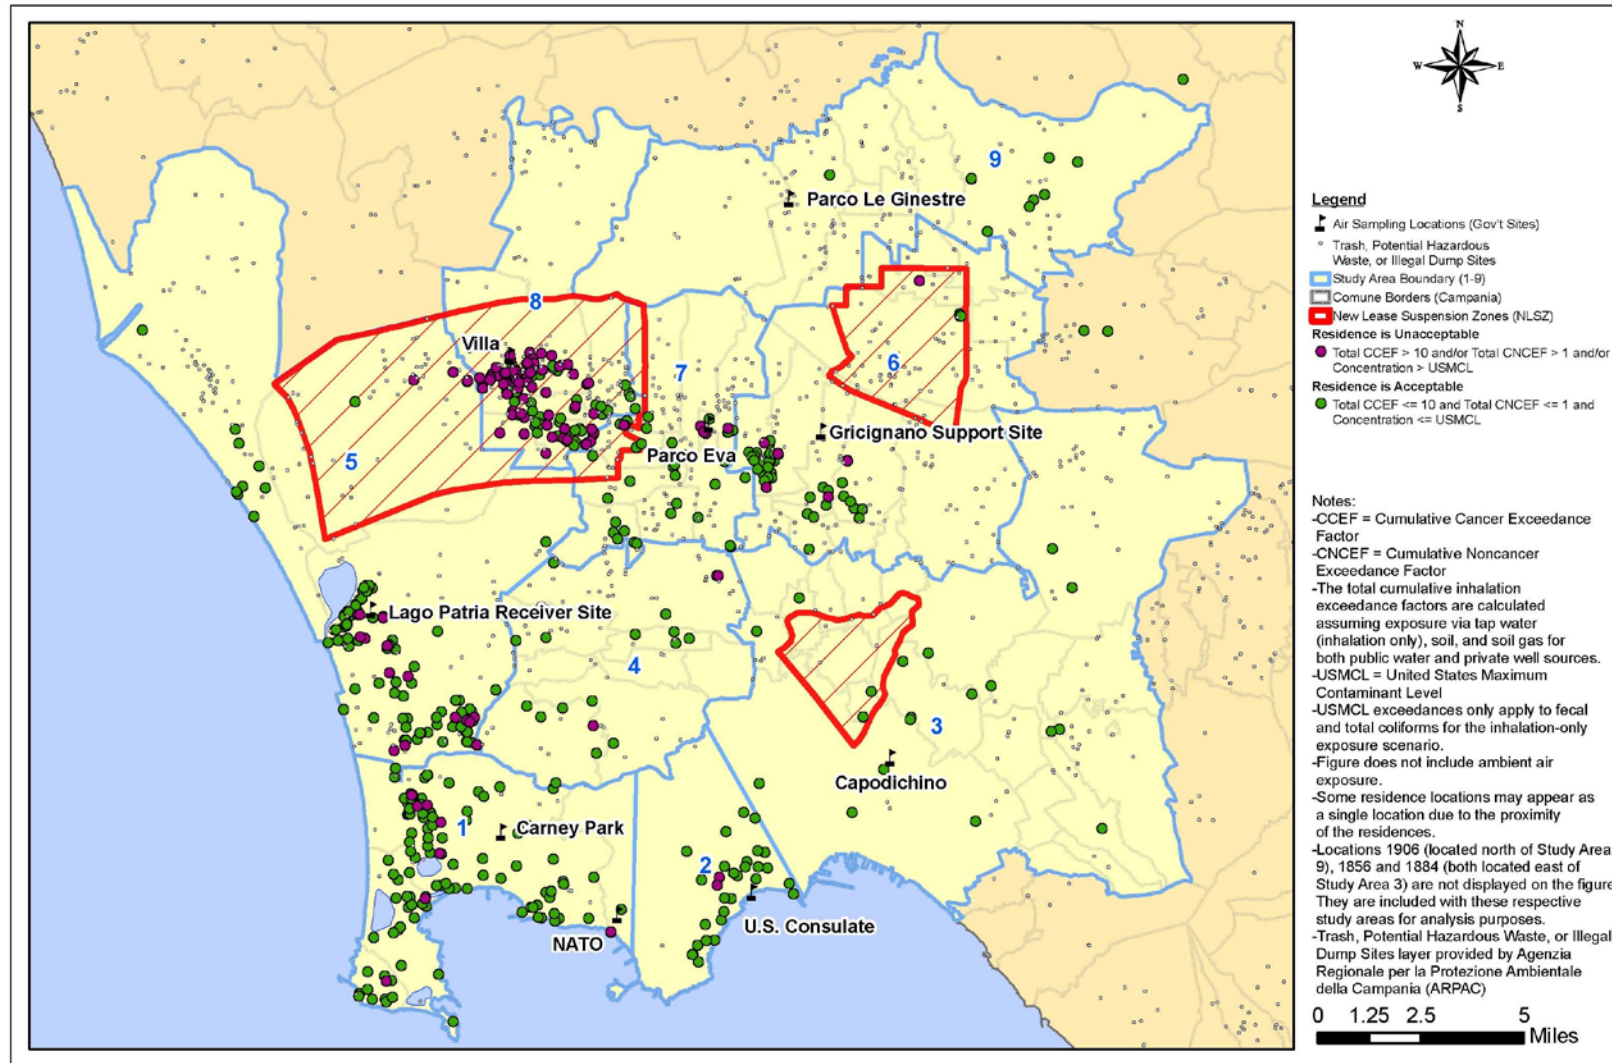 N
W
E
S
9
Parco Le Ginestre
8
Villa
7
6
5
Gricignano Support Site
Parco Eva
Lago Patria Receiver Site
4
3
Capodichino
1
Carney Park
2
U.S. Consulate
NATO
Legend
Air Sampling Locations (Gov't Sites)
Trash, Potential Hazardous
Waste, or Illegal Dump Sites
Study Area Boundary (1-9)
Comune Borders (Campania)
New Lease Suspension Zones (NLSZ)
Residence is Unacceptable
Total CCEF > 10 and/or Total CNCEF > 1 and/or
Concentration > USMCL
Residence is Acceptable
Total CCEF <= 10 and Total CNCEF <= 1 and
Concentration <= USMCL
Notes:
-CCEF = Cumulative Cancer Exceedance
Factor
-CNCEF = Cumulative Noncancer
Exceedance Factor
-The total cumulative inhalation
exceedance factors are calculated
assuming exposure via tap water
(inhalation only), soil, and soil gas for
both public water and private well sources.
-USMCL = United States Maximum
Contaminant Level
-USMCL exceedances only apply to fecal
and total coliforms for the inhalation-only
exposure scenario.
-Figure does not include ambient air
exposure.
-Some residence locations may appear as
a single location due to the proximity
of the residences.
-Locations 1906 (located north of Study Area
9), 1856 and 1884 (both located east of
Study Area 3) are not displayed on the figure
They are included with these respective
study areas for analysis purposes.
-Trash, Potential Hazardous Waste, or Illegal
Dump Sites layer provided by Agenzia
Regionale per la Protezione Ambientale
della Campania (ARPAC)
0 1.25 2.5 5
Miles